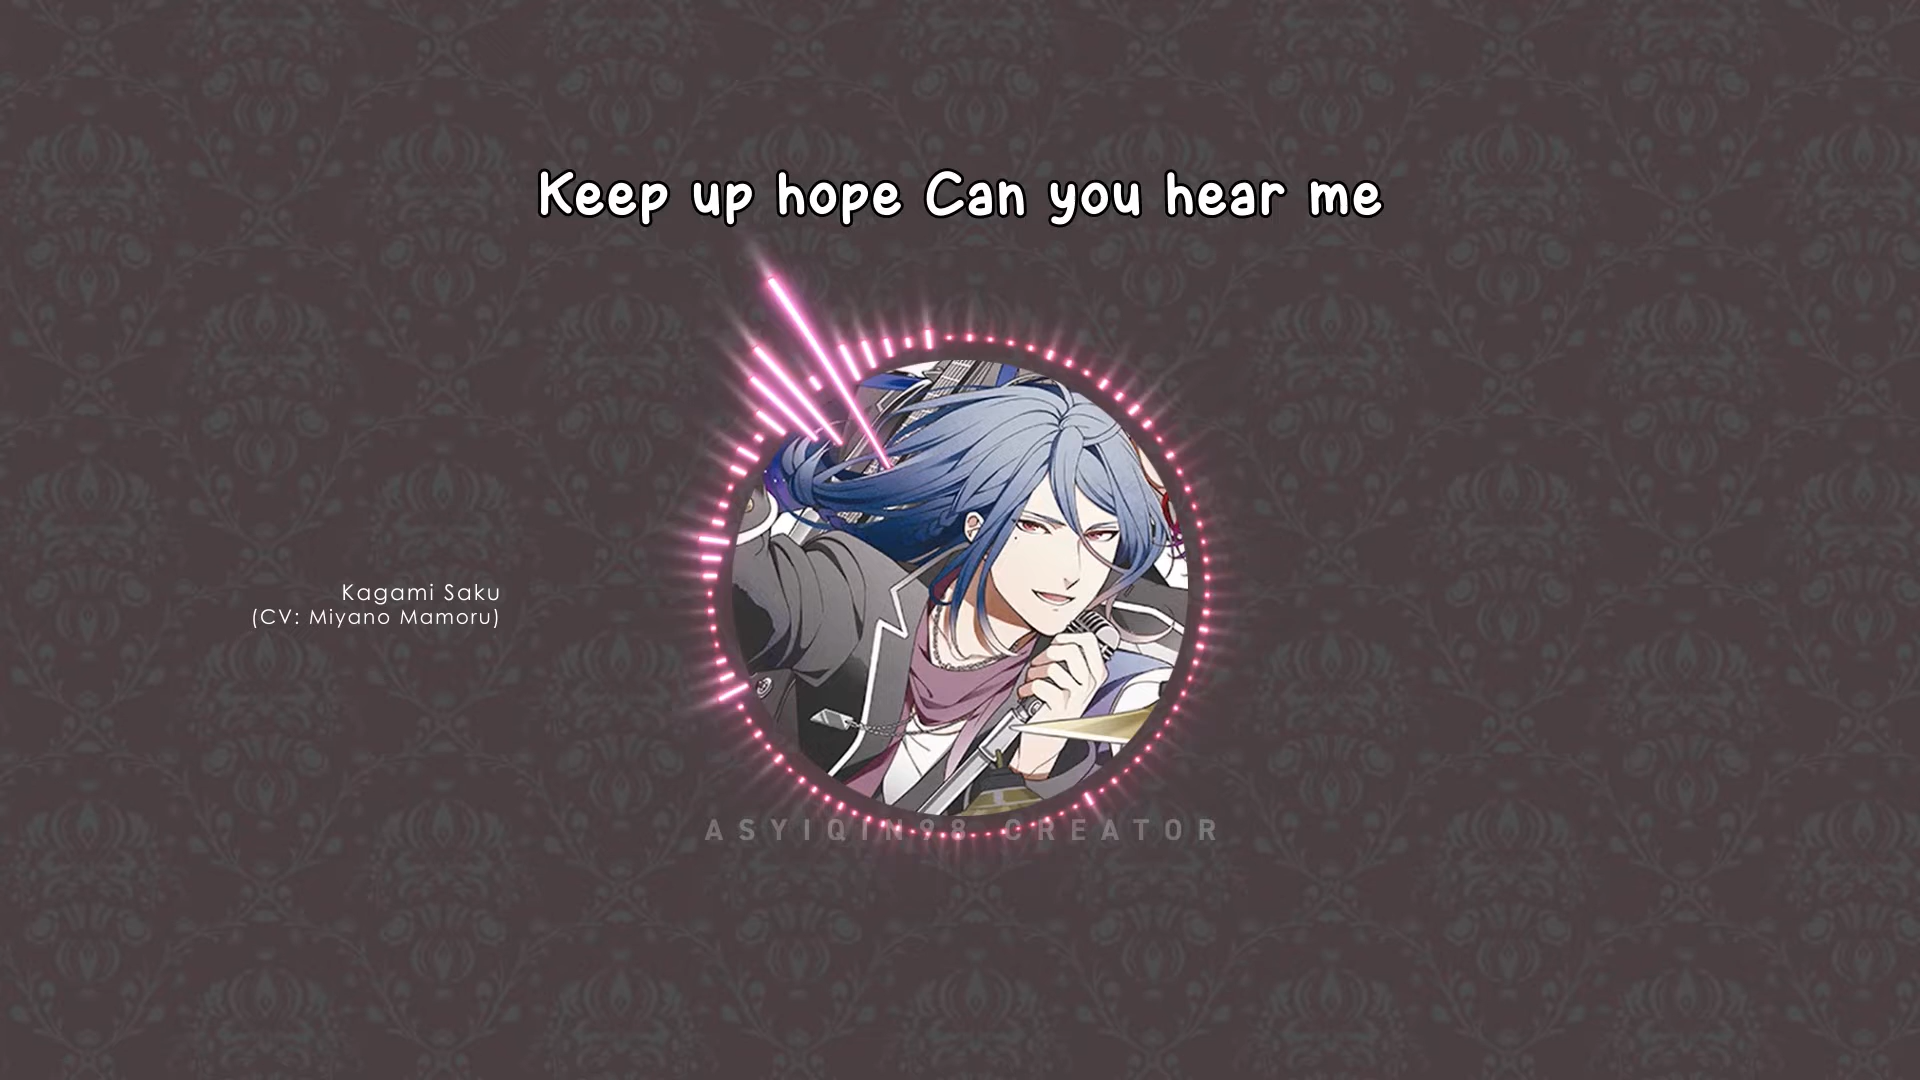 Keep up hope Can you hear me
Kagami Saku
(CV: Miyano Mamoru)
ASYIQIN98 CREATOR